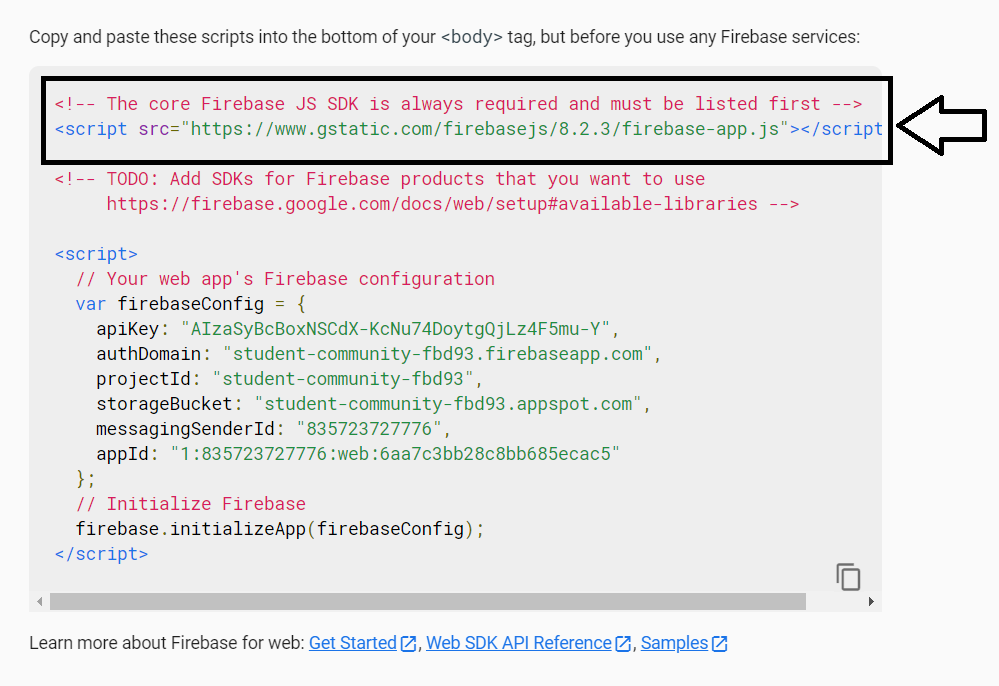 Copy and paste these scripts into the bottom of your <body> tag, but before you use any Firebase services:
<!-- The core Firebase JS SDK is always required and must be listed first -->
<script src="https://www.gstatic.com/firebasejs/8.2.3/firebase-app.js"></script
<!-- TODO: Add SDKs for Firebase products that you want to use
https://firebase.google.com/docs/web/setup#available-libraries -->
<script>
// Your web app's Firebase configuration
var firebaseConfig = {
apiKey: "AIzaSyBcBoxNSCdX-KcNu74DoytgQjLz4F5mu-Y",
authDomain: "student-community-fbd93.firebaseapp.com",
projectId: "student-community-fbd93",
storageBucket: "student-community-fbd93.appspot.com",
messagingSenderId: "835723727776",
appId: "1:835723727776:web:6aa7c3bb28c8bb685ecac5"
};
// Initialize Firebase
firebase.initializeApp(firebaseConfig);
</script>
Learn more about Firebase for web: Get Started, Web SDK API Reference, Samples